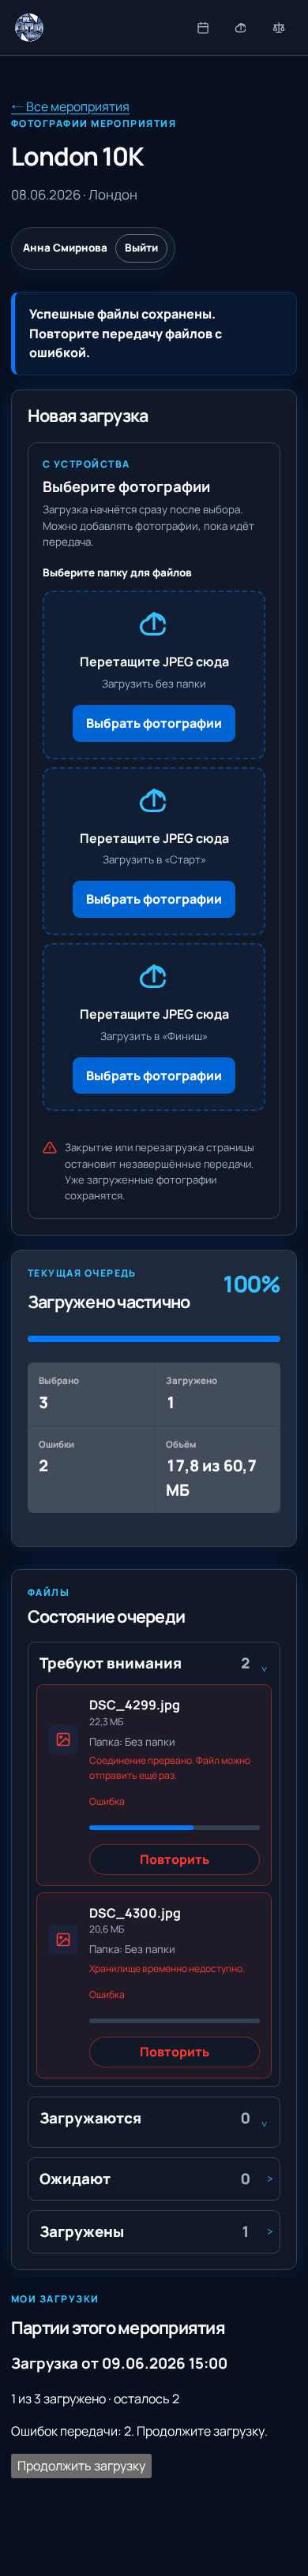 ← Все мероприятия
ФОТОГРАФИИ МЕРОПРИЯТИЯ
London 10K
08.06.2026 · Лондон
Анна Смирнова Выйти
Успешные файлы сохранены.
Повторите передачу файлов с
ошибкой.
Новая загрузка
С УСТРОЙСТВА
Выберите фотографии
Загрузка начнётся сразу после выбора.
Можно добавлять фотографии, пока идёт
передача.
Выберите папку для файлов
Перетащите JPEG сюда
Загрузить без папки
Выбрать фотографии
Перетащите JPEG сюда
Загрузить в «Старт»
Выбрать фотографии
Перетащите JPEG сюда
Загрузить в «Финиш»
Выбрать фотографии
Закрытие или перезагрузка страницы
остановит незавершённые передачи.
Уже загруженные фотографии
сохранятся.
ТЕКУЩАЯ ОЧЕРЕДЬ
100%
Загружено частично
Выбрано
3
Загружено
1
Ошибки
2
Объём
17,8 из 60,7
МБ
ФАЙЛЫ
Состояние очереди
Требуют внимания 2
DSC_4299.jpg
22,3 МБ
Папка: Без папки
Соединение прервано. Файл можно
отправить ещё раз.
Ошибка
Повторить
DSC_4300.jpg
20,6 МБ
Папка: Без папки
Хранилище временно недоступно.
Ошибка
Повторить
Загружаются 0
Ожидают 0
Загружены 1
МОИ ЗАГРУЗКИ
Партии этого мероприятия
Загрузка от 09.06.2026 15:00
1 из 3 загружено · осталось 2
Ошибок передачи: 2. Продолжите загрузку.
Продолжить загрузку